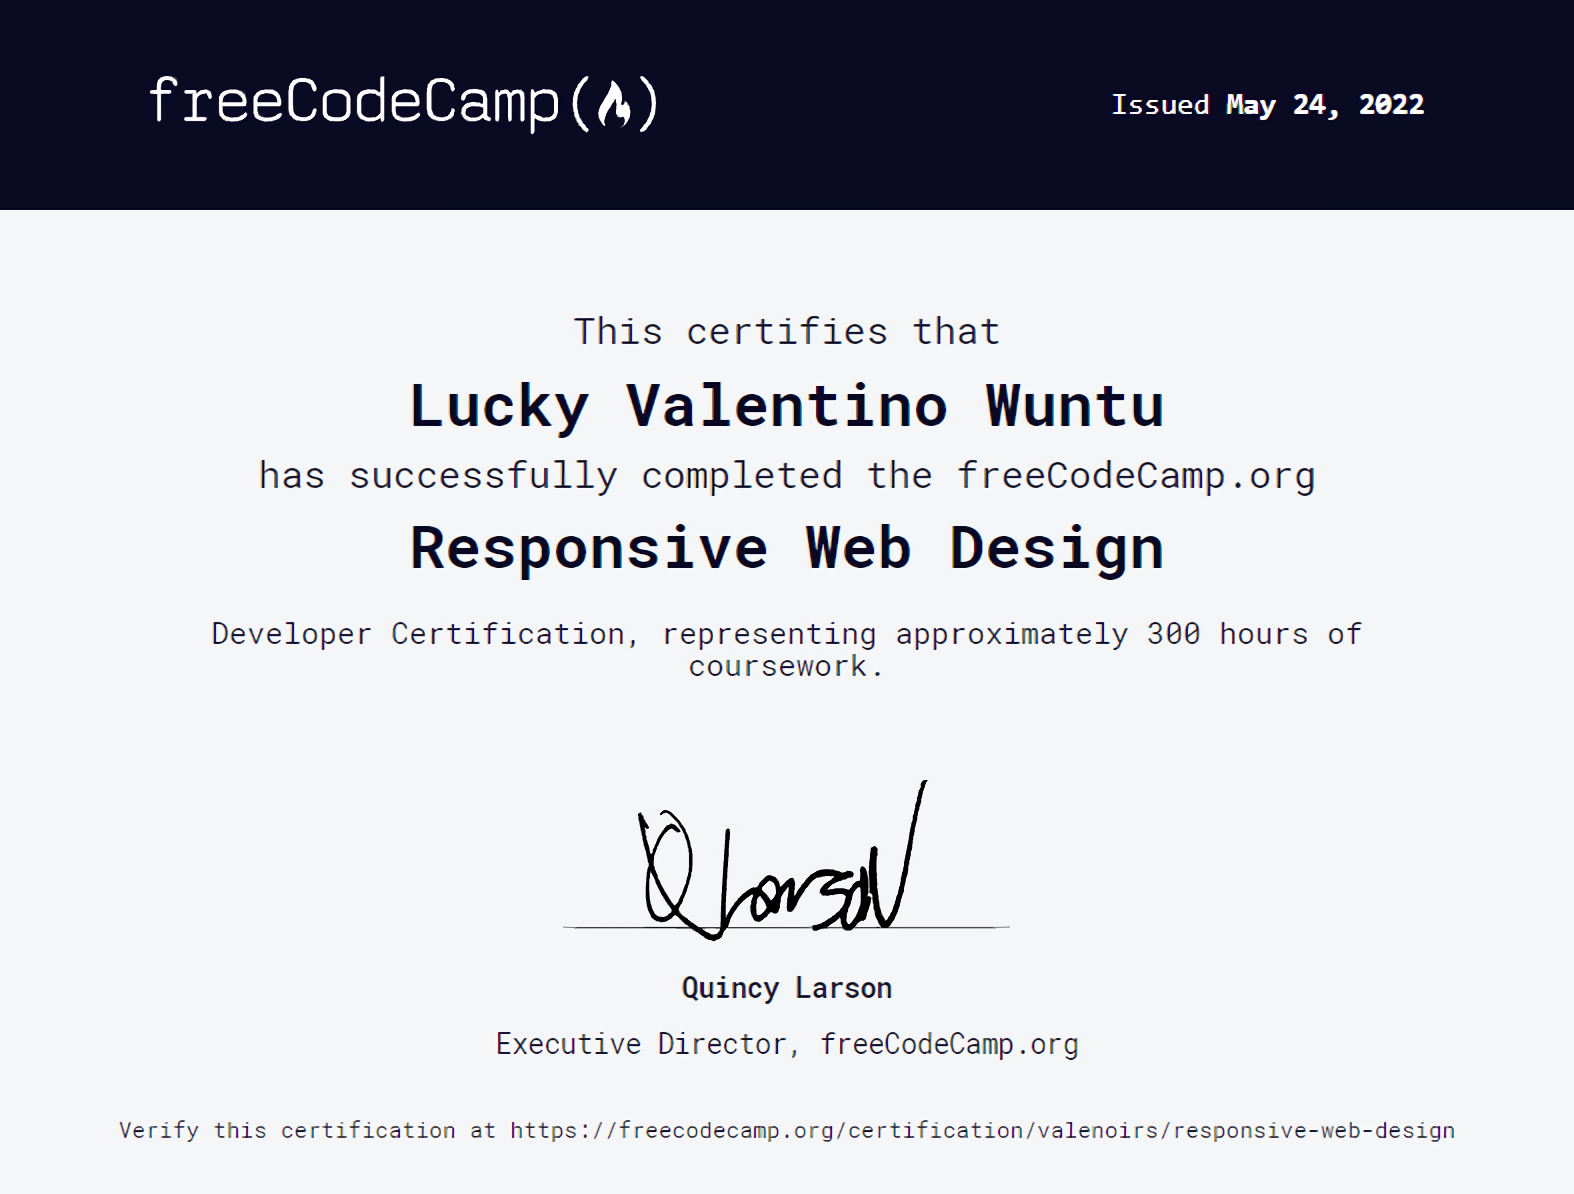 freeCodeCamp(🔥)
Issued May 24, 2022
This certifies that
Lucky Valentino Wuntu
has successfully completed the freeCodeCamp.org
Responsive Web Design
Developer Certification, representing approximately 300 hours of
coursework.
Q Larson
Quincy Larson
Executive Director, freeCodeCamp.org
Verify this certification at https://freecodecamp.org/certification/valenoirs/responsive-web-design